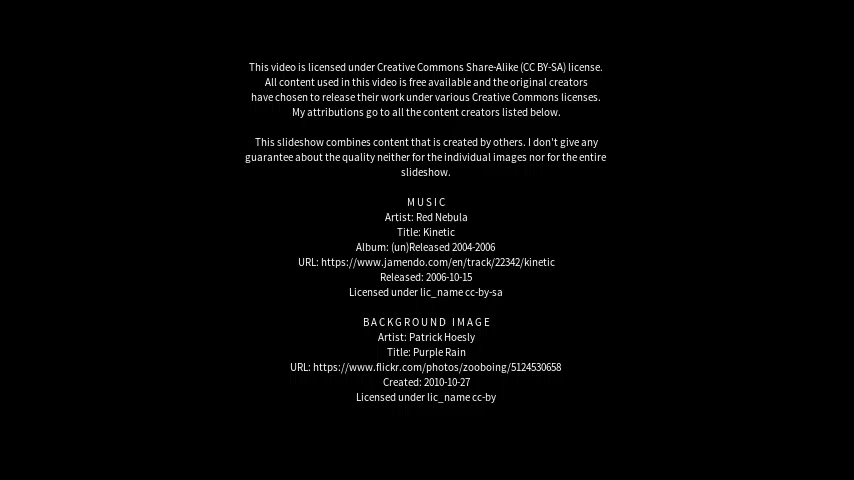 This video is licensed under Creative Commons Share-Alike (CC BY-SA) license.
All content used in this video is free available and the original creators
have chosen to release their work under various Creative Commons licenses.
My attributions go to all the content creators listed below.
This slideshow combines content that is created by others. I don't give any
guarantee about the quality neither for the individual images nor for the entire
slideshow.
MUSIC
Artist: Red Nebula
Title: Kinetic
Album: (un)Released 2004-2006
URL: https://www.jamendo.com/en/track/22342/kinetic
Released: 2006-10-15
Licensed under lic_name cc-by-sa
BACKGROUND IMAGE
Artist: Patrick Hoesly
Title: Purple Rain
URL: https://www.flickr.com/photos/zooboing/5124530658
Created: 2010-10-27
Licensed under lic_name cc-by